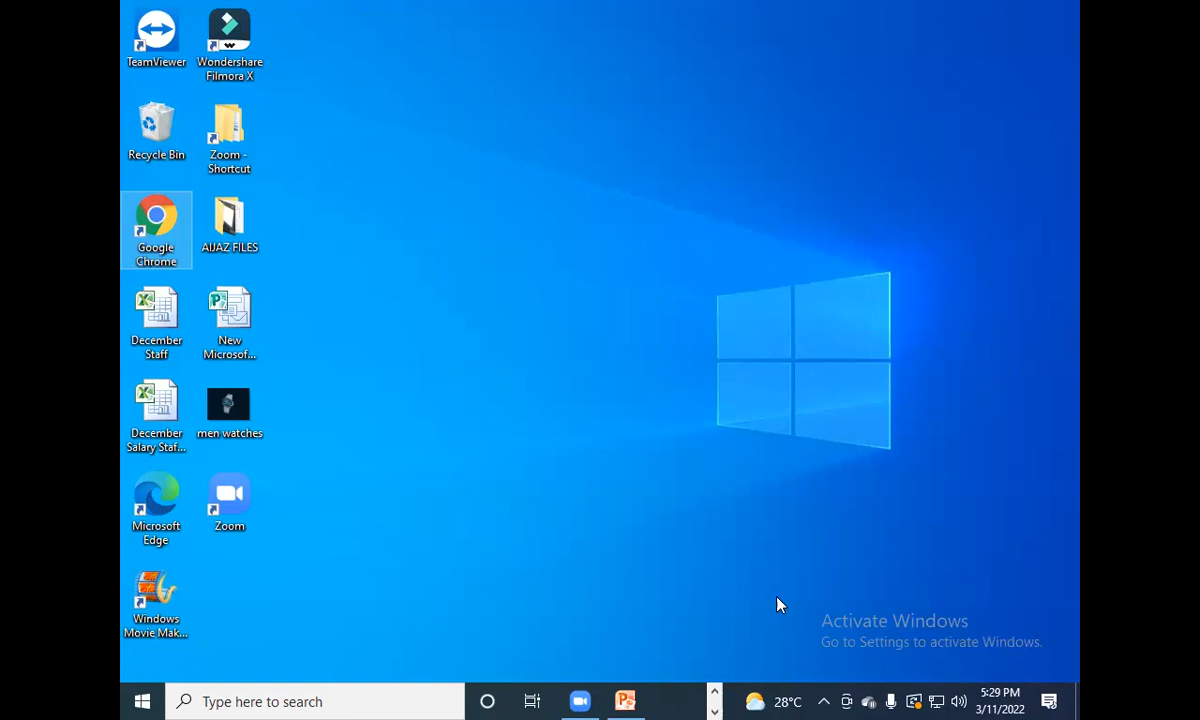 TeamViewer
Wondershare
Filmora X
Recycle Bin
Zoom -
Shortcut
Google
Chrome
AIJAZ FILES
December
Staff
New
Microsof...
December
Salary Staf...
men watches
Microsoft
Edge
Zoom
Windows
Movie Mak...
Activate Windows
Go to Settings to activate Windows.
Type here to search
28°C
5:29 PM
3/11/2022